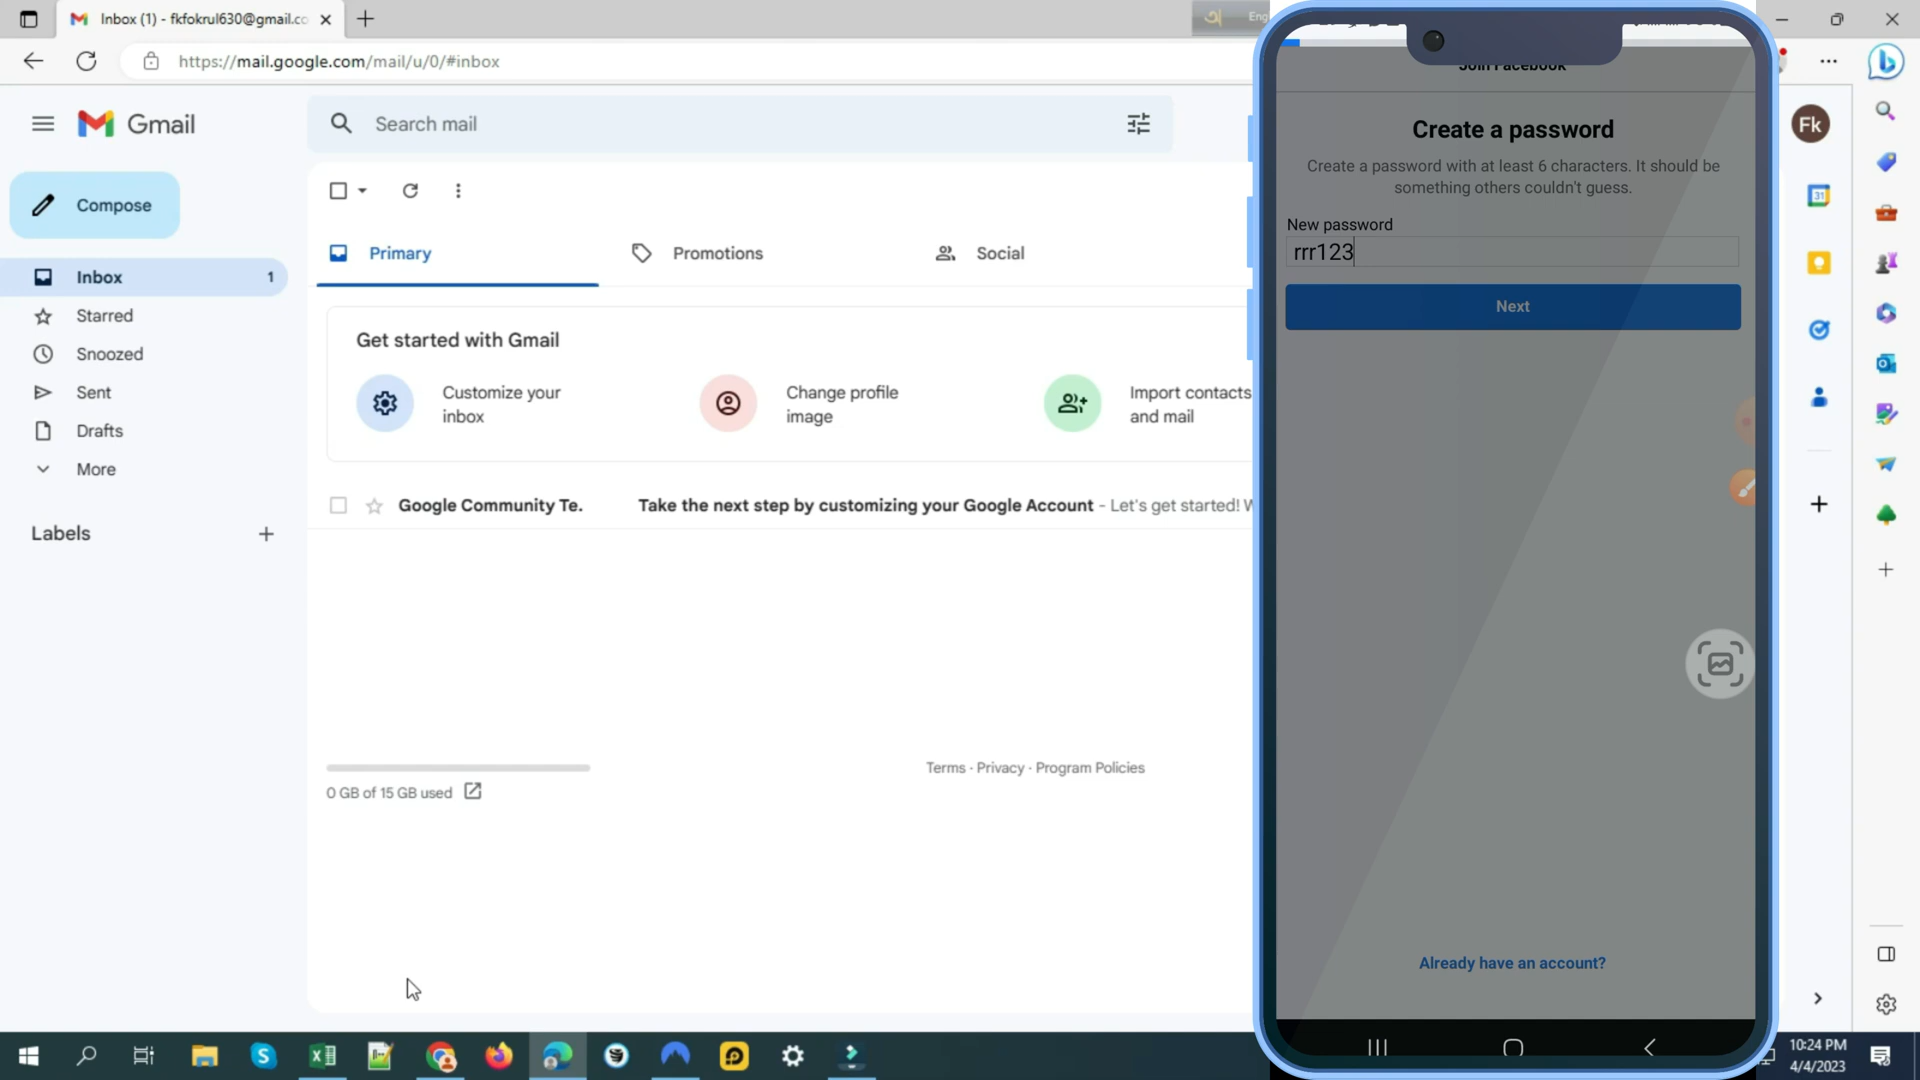 Inbox (1) - fkfokrul630@gmail.co
Eng
https://mail.google.com/mail/u/0/#inbox
Gmail
Search mail
Fk
Compose
Inbox 1
Starred
Snoozed
Sent
Drafts
More
Labels
Primary
Promotions
Social
Get started with Gmail
Customize your
inbox
Change profile
image
Import contacts
and mail
Google Community Te.
Take the next step by customizing your Google Account - Let's get started!
0 GB of 15 GB used
Terms · Privacy · Program Policies
Join Facebook
Create a password
Create a password with at least 6 characters. It should be
something others couldn't guess.
New password
rrr123
Next
Already have an account?
31
10:24 PM
4/4/2023